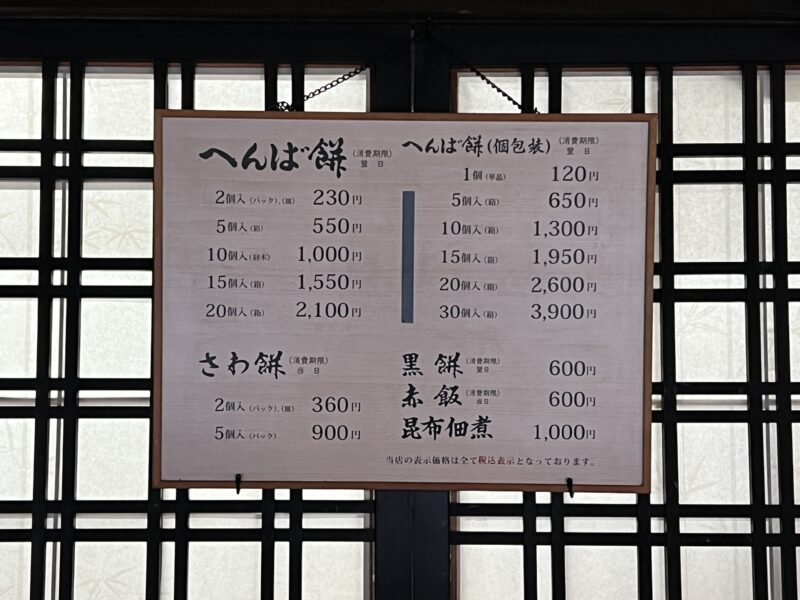 へんば餅 (消費期限) 翌日
2個入(パック)、(皿) 230円
5個入(箱) 550円
10個入(経木) 1,000円
15個入(箱) 1,550円
20個入(箱) 2,100円
へんば餅(個包装) (消費期限) 翌日
1個(単品) 120円
5個入(箱) 650円
10個入(箱) 1,300円
15個入(箱) 1,950円
20個入(箱) 2,600円
30個入(箱) 3,900円
さわ餅 (消費期限) 当日
2個入(パック)、(皿) 360円
5個入(パック) 900円
黒餅 (消費期限) 翌日 600円
赤飯 (消費期限) 当日 600円
昆布佃煮 1,000円
当店の表示価格は全て税込表示となっております。